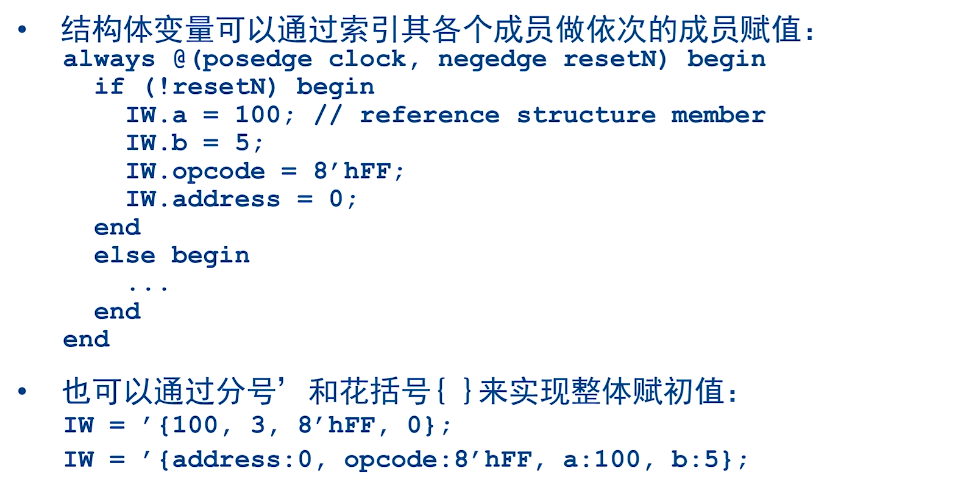 • 结构体变量可以通过索引其各个成员做依次的成员赋值：
always @(posedge clock, negedge resetN) begin
  if (!resetN) begin
    IW.a = 100; // reference structure member
    IW.b = 5;
    IW.opcode = 8’hFF;
    IW.address = 0;
  end
  else begin
    ...
  end
end
• 也可以通过分号’ 和花括号{ }来实现整体赋初值：
IW = ’{100, 3, 8’hFF, 0};
IW = ’{address:0, opcode:8’hFF, a:100, b:5};